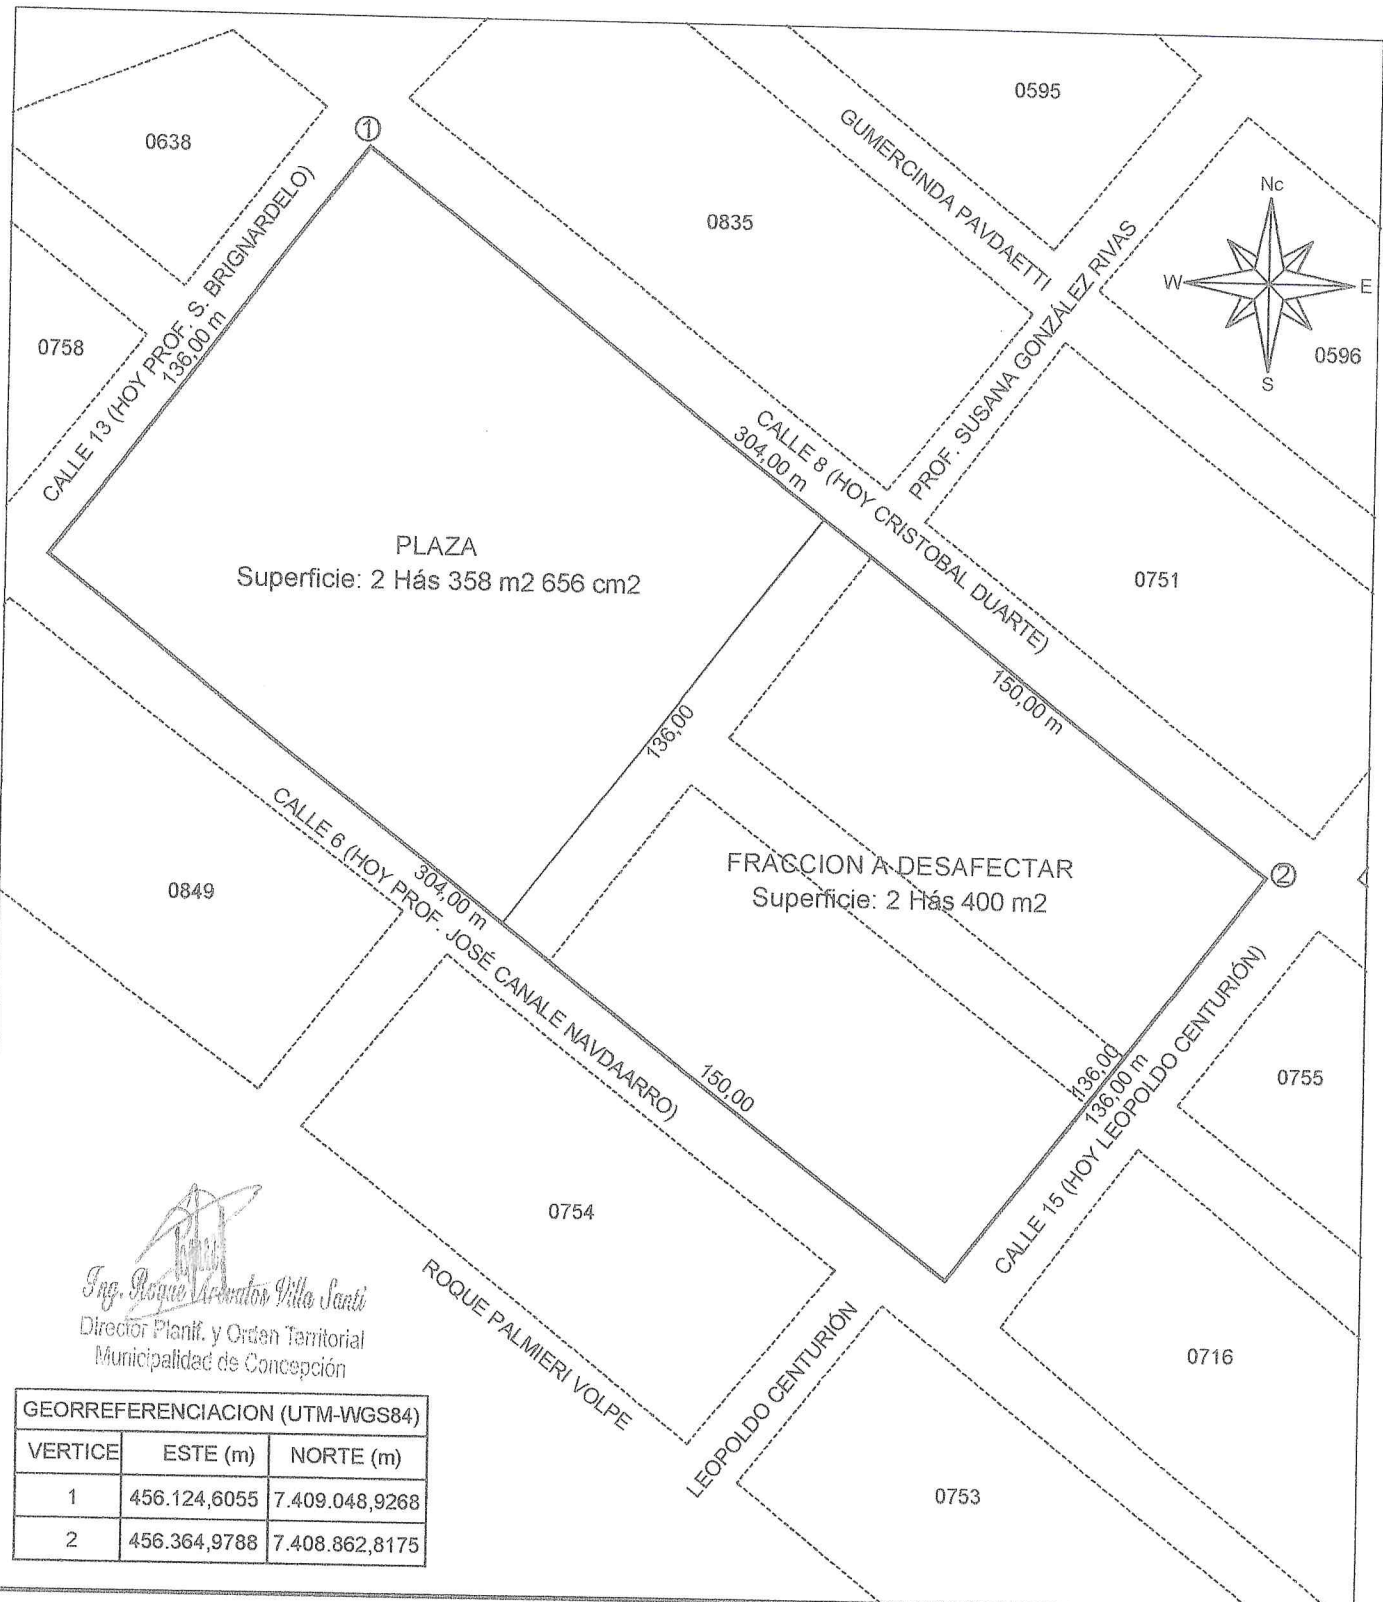 0595
0638
①
GUMERCINDA PAVDAETTI
0835
Nc
W
E
S
0596
PROF. SUSANA GONZÁLEZ RIVAS
0758
CALLE 13 (HOY PROF. S. BRIGNARDELO)
136,00 m
CALLE 8 (HOY CRISTOBAL DUARTE)
304,00 m
PLAZA
Superficie: 2 Hás 358 m2 656 cm2
0751
150,00 m
136,00
CALLE 6 (HOY PROF. JOSÉ CANALE NAVDAARRO)
304,00 m
FRACCION A DESAFECTAR
Superficie: 2 Hás 400 m2
②
0849
150,00
136,00
136,00 m
CALLE 15 (HOY LEOPOLDO CENTURIÓN)
0755
0754
ROQUE PALMIERI VOLPE
LEOPOLDO CENTURIÓN
0716
0753
Ing. Roque Arévalos Villa Santi
Director Planif. y Orden Territorial
Municipalidad de Concepción
GEORREFERENCIACION (UTM-WGS84)
VERTICE ESTE (m) NORTE (m)
1 456.124,6055 7.409.048,9268
2 456.364,9788 7.408.862,8175